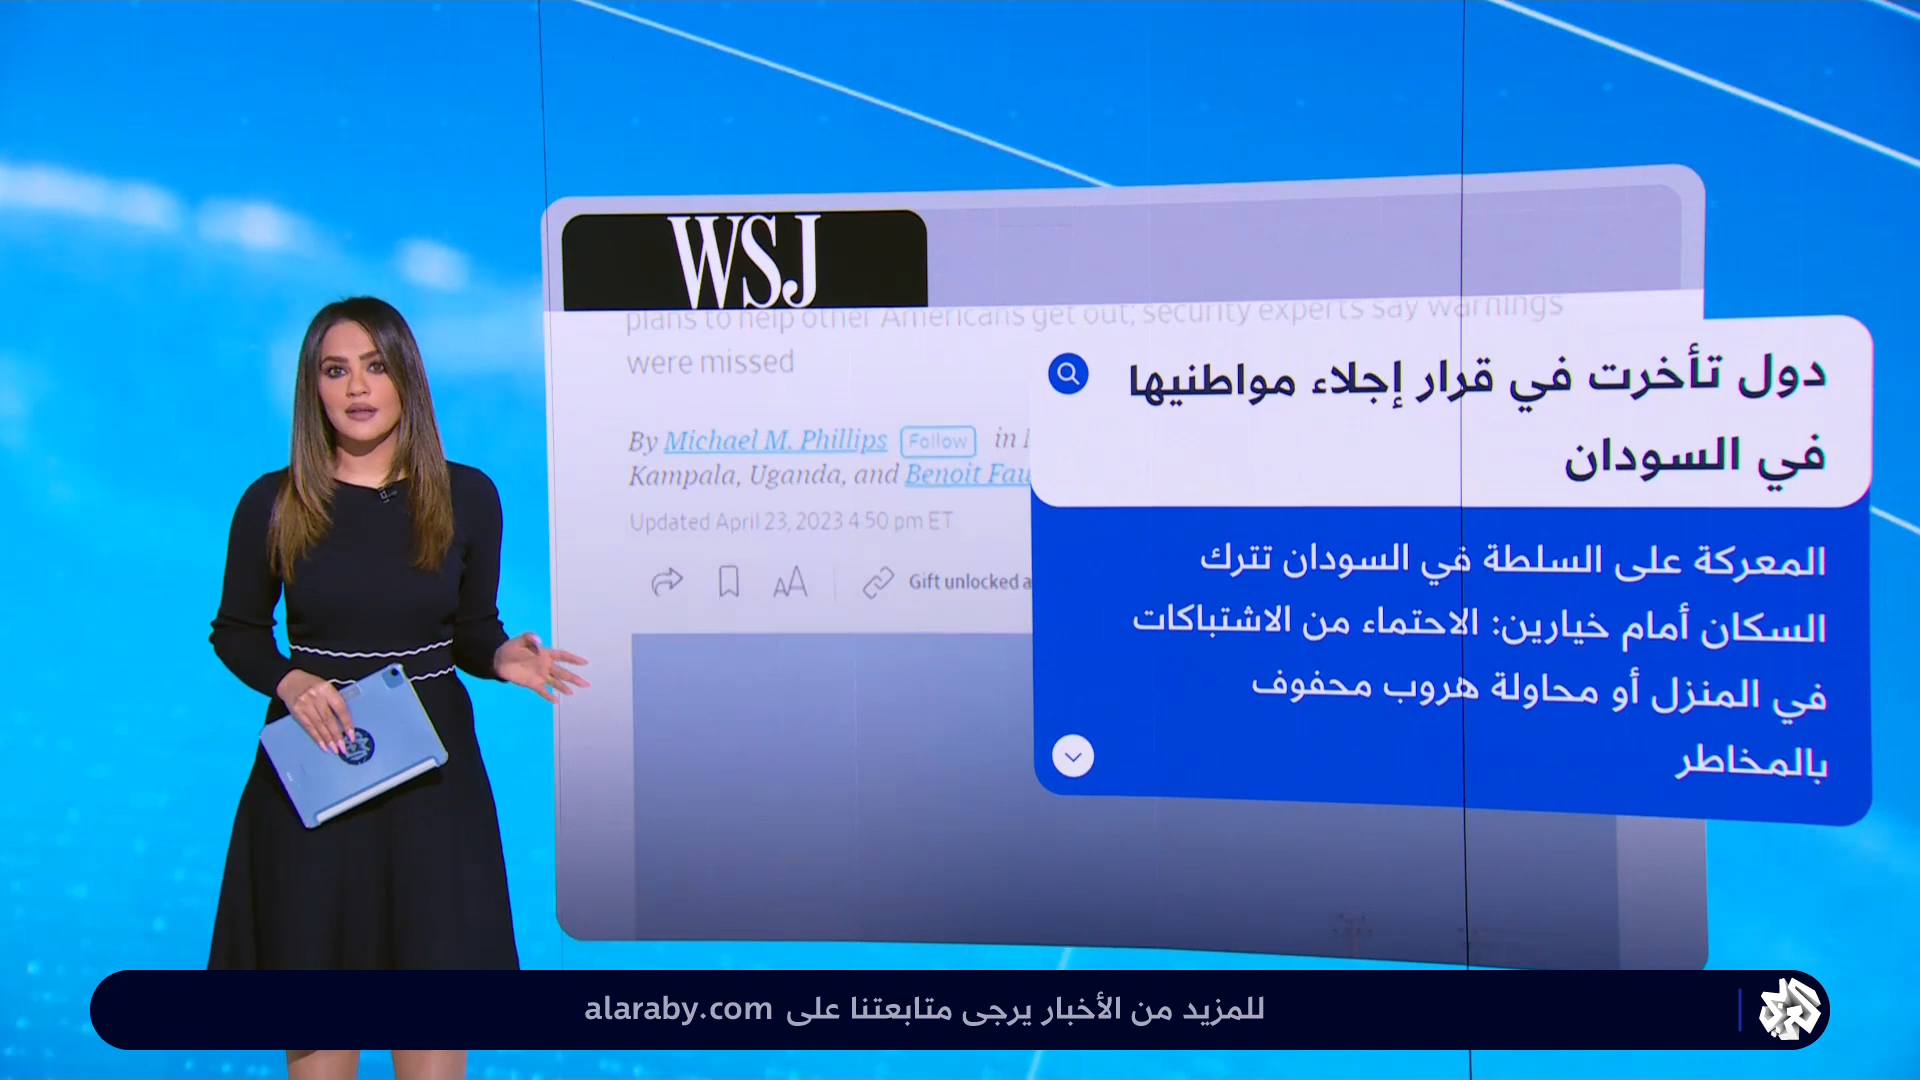 WSJ
plans to help other Americans get out; security experts say warnings
were missed
By Michael M. Phillips Follow in
Kampala, Uganda, and Benoit
Updated April 23, 2023 4:50 pm ET
Gift unlocked
دول تأخرت في قرار إجلاء مواطنيها
في السودان
المعركة على السلطة في السودان تترك
السكان أمام خيارين: الاحتماء من الاشتباكات
في المنزل أو محاولة هروب محفوف
بالمخاطر
للمزيد من الأخبار يرجى متابعتنا على alaraby.com